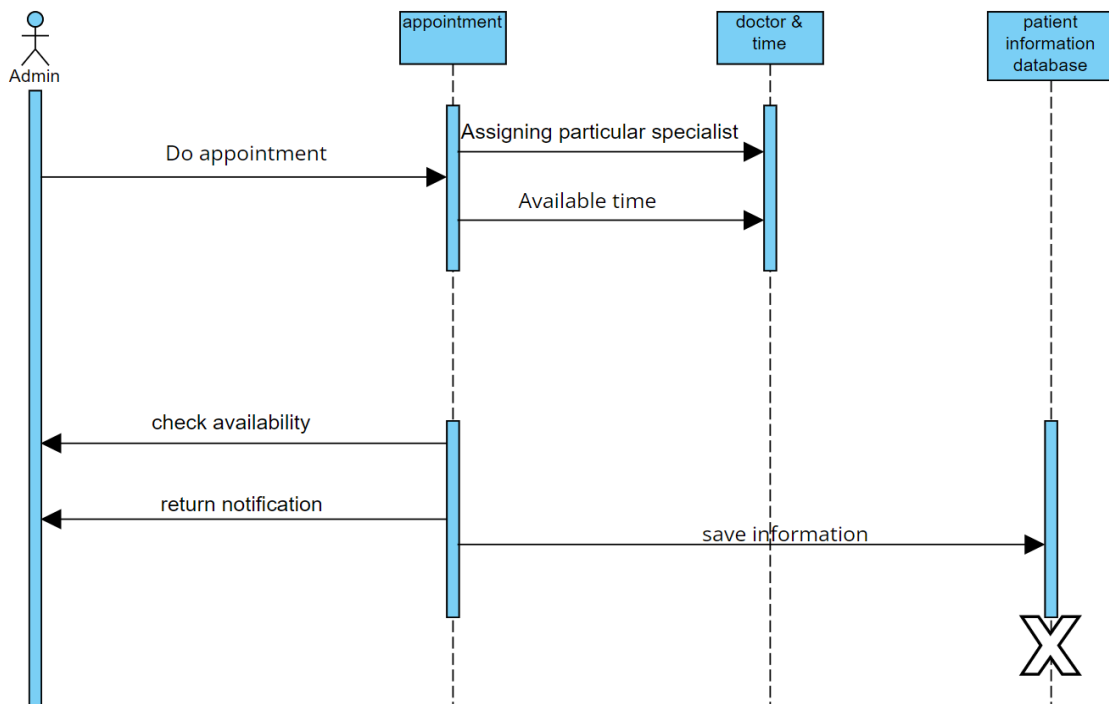 appointment
doctor &
time
patient
information
database
Admin
Assigning particular specialist
Do appointment
Available time
check availability
return notification
save information